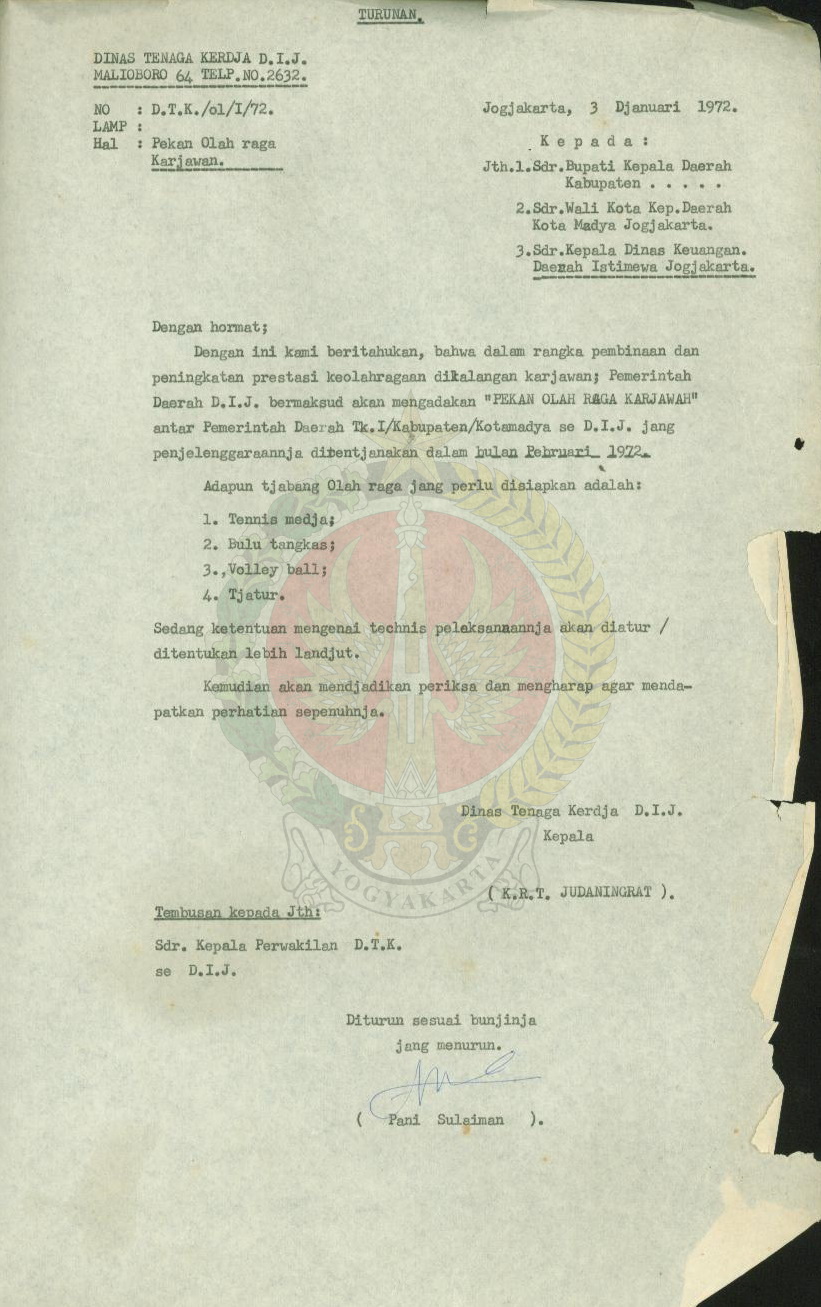 TURUNAN.
DINAS TENAGA KERDJA D.I.J.
MALIOBORO 64 TELP.NO.2632.
NO : D.T.K./ol/I/72.
LAMP :
Hal : Pekan Olah raga
Karjawan.
Jogjakarta, 3 Djanuari 1972.
K e p a d a :
Jth.1.Sdr.Bupati Kepala Daerah
Kabupaten . . . . .
2.Sdr.Wali Kota Kep.Daerah
Kota Madya Jogjakarta.
3.Sdr.Kepala Dinas Keuangan.
Daerah Istimewa Jogjakarta.
Dengan hormat;
Dengan ini kami beritahukan, bahwa dalam rangka pembinaan dan
peningkatan prestasi keolahragaan dikalangan karjawan; Pemerintah
Daerah D.I.J. bermaksud akan mengadakan "PEKAN OLAH RAGA KARJAWAH"
antar Pemerintah Daerah Tk.I/Kabupaten/Kotamadya se D.I.J. jang
penjelenggaraannja ditentjanakan dalam bulan Pebruari 1972.
Adapun tjabang Olah raga jang perlu disiapkan adalah:
1. Tennis medja;
2. Bulu tangkas;
3.,Volley ball;
4. Tjatur.
Sedang ketentuan mengenai technis pelaksanaannja akan diatur /
ditentukan lebih landjut.
Kemudian akan mendjadikan periksa dan mengharap agar menda-
patkan perhatian sepenuhnja.
Dinas Tenaga Kerdja D.I.J.
Kepala
( K.R.T. JUDANINGRAT ).
Tembusan kepada Jth:
Sdr. Kepala Perwakilan D.T.K.
se D.I.J.
Diturun sesuai bunjinja
jang menurun.
( Pani Sulaiman ).
YOGYAKARTA